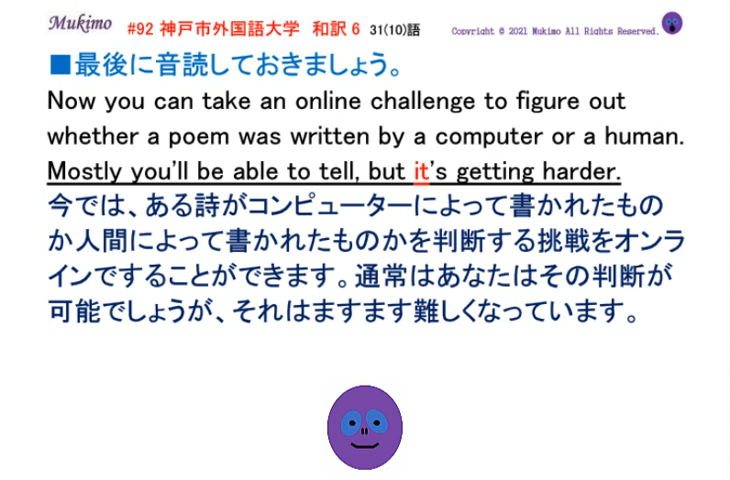 Mukimo #92 神戸市外国語大学 和訳 6 31(10)語 Copyright © 2021 Mukimo All Rights Reserved.
■最後に音読しておきましょう。
Now you can take an online challenge to figure out
whether a poem was written by a computer or a human.
Mostly you'll be able to tell, but it's getting harder.
今では、ある詩がコンピューターによって書かれたもの
か人間によって書かれたものかを判断する挑戦をオンラ
インですることができます。通常はあなたはその判断が
可能でしょうが、それはますます難しくなっています。